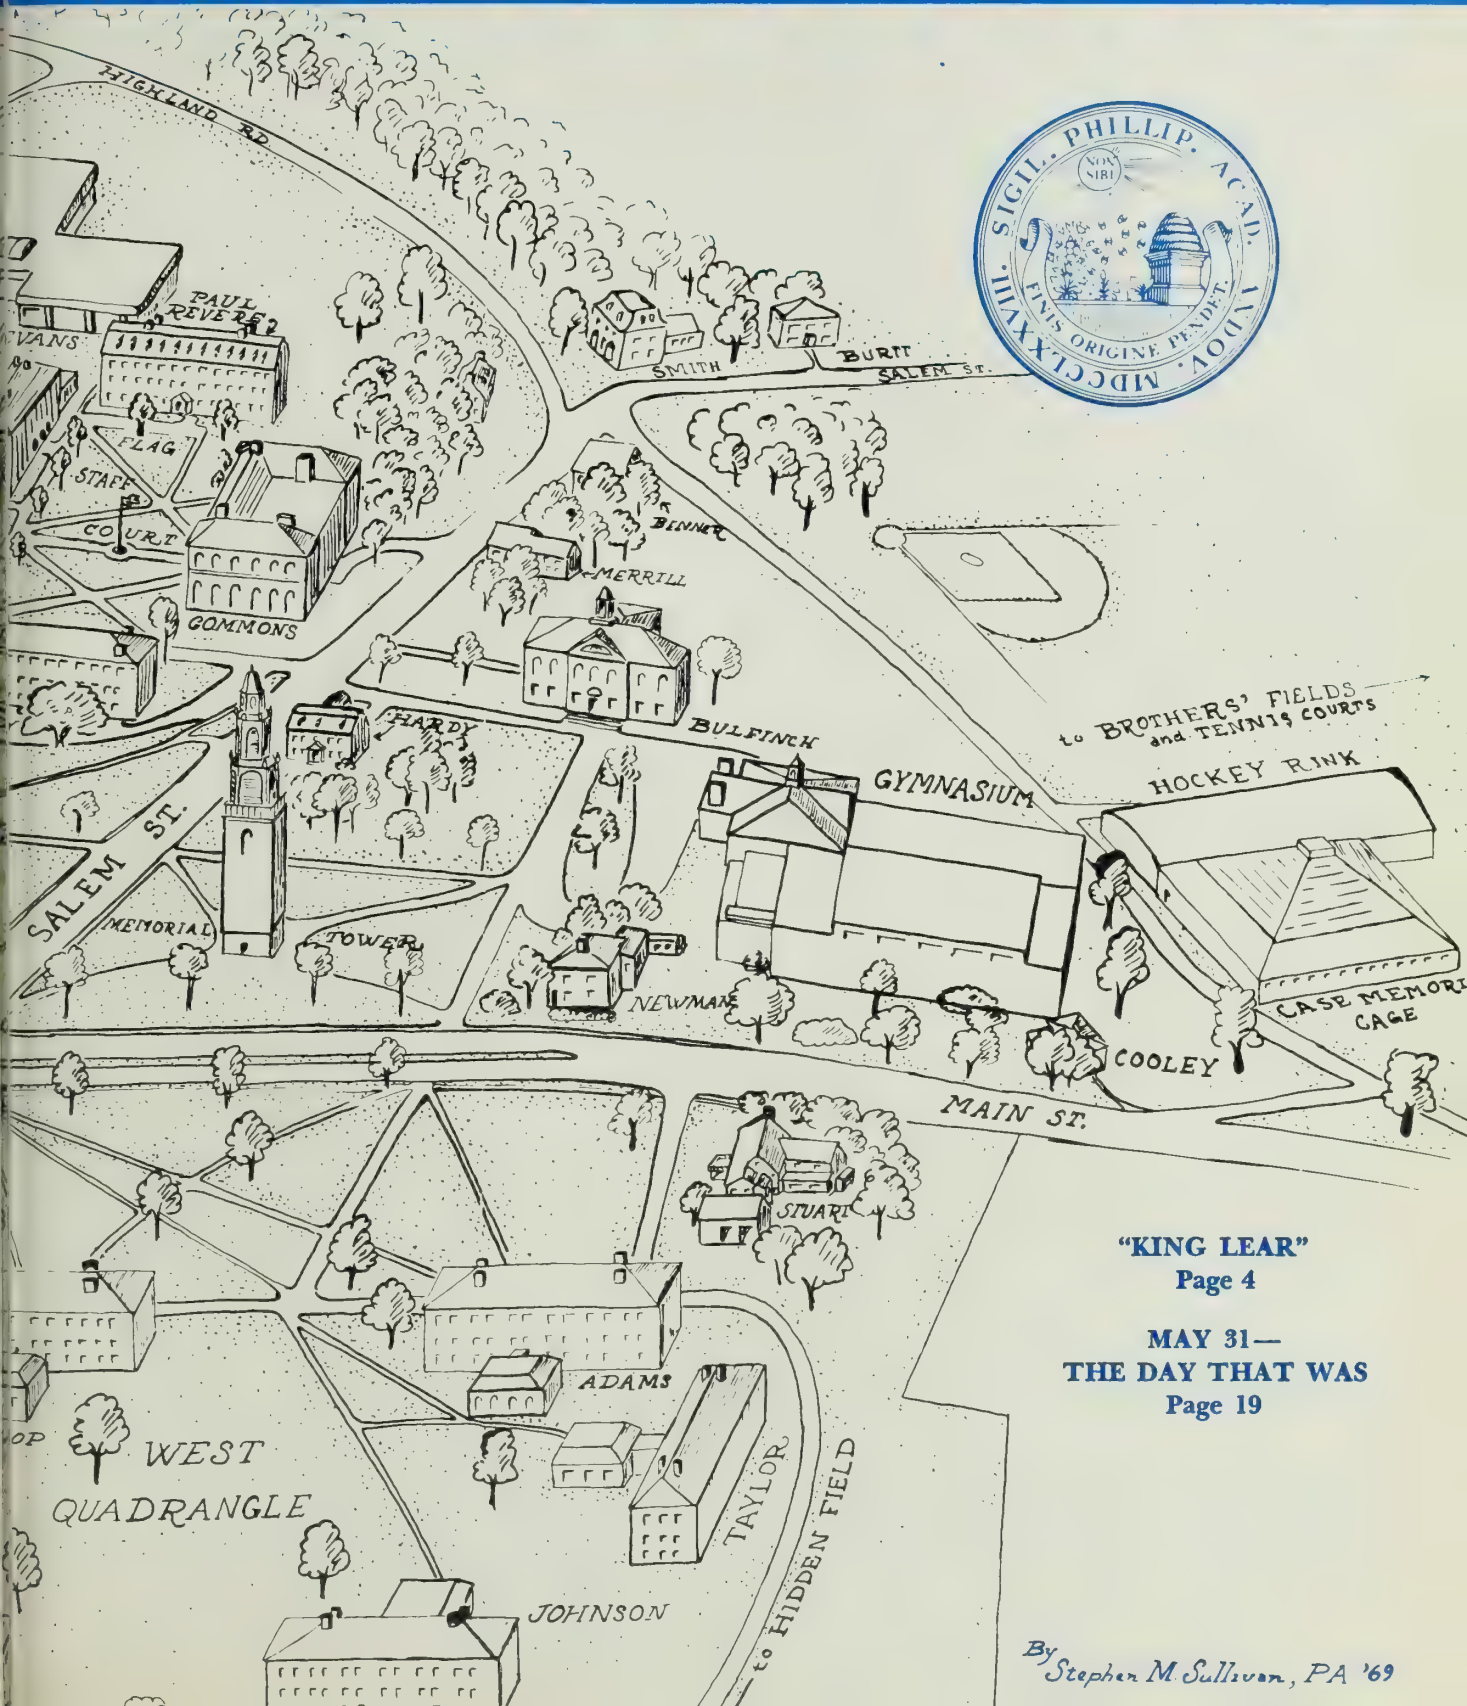 HIGHLAND RD
SIGIL. PHILLIP. ACAD. ANDOV. MDCCLXXVIII.
NON
SIBI
FINIS ORIGINE PENDET.
PAUL
REVERE
VANS
FLAG
STAFF
COURT
COMMONS
SMITH
BURTT
SALEM ST.
BENNER
MERRILL
HARDY
BULFINCH
to BROTHERS' FIELDS
and TENNIS COURTS
GYMNASIUM
HOCKEY RINK
SALEM ST.
MEMORIAL
TOWER
NEWMAN
CASE MEMORI
CAGE
COOLEY
MAIN ST.
STUART
"KING LEAR"
Page 4
MAY 31—
THE DAY THAT WAS
Page 19
ADAMS
OP
WEST
QUADRANGLE
TAYLOR
to HIDDEN FIELD
JOHNSON
By
Stephen M. Sullivan, PA '69